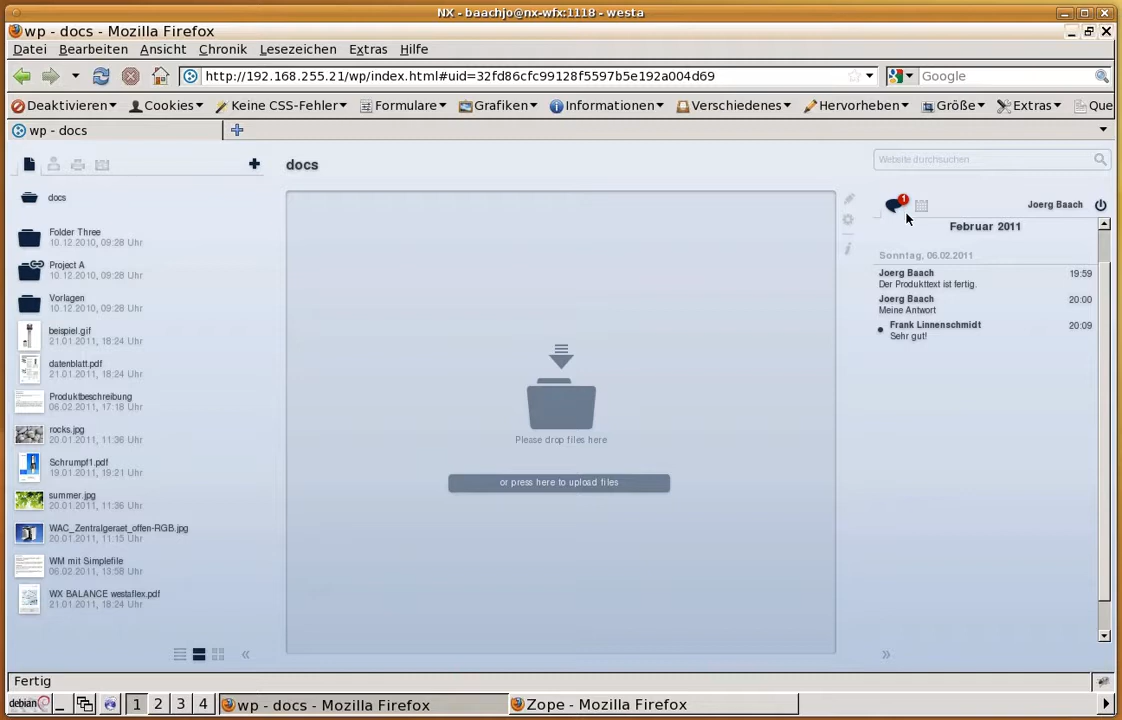 NX - baachjo@nx-wfx:1118 - westa
wp - docs - Mozilla Firefox
Datei Bearbeiten Ansicht Chronik Lesezeichen Extras Hilfe
http://192.168.255.21/wp/index.html#uid=32fd86cfc99128f5597b5e192a004d69
Google
Deaktivieren Cookies Keine CSS-Fehler Formulare Grafiken Informationen Verschiedenes Hervorheben Größe Extras Que
wp - docs
docs
Website durchsuchen
docs
1
Joerg Baach
Februar 2011
Folder Three
10.12.2010, 09:28 Uhr
Project A
10.12.2010, 09:28 Uhr
Vorlagen
10.12.2010, 09:28 Uhr
beispiel.gif
21.01.2011, 18:24 Uhr
datenblatt.pdf
21.01.2011, 18:24 Uhr
Produktbeschreibung
06.02.2011, 17:18 Uhr
rocks.jpg
20.01.2011, 11:36 Uhr
Schrumpf1.pdf
19.01.2011, 19:21 Uhr
summer.jpg
20.01.2011, 11:36 Uhr
WAC_Zentralgeraet_offen-RGB.jpg
20.01.2011, 11:15 Uhr
WM mit Simplefile
06.02.2011, 13:58 Uhr
WX BALANCE westaflex.pdf
21.01.2011, 18:24 Uhr
Please drop files here
or press here to upload files
Sonntag, 06.02.2011
Joerg Baach 19:59
Der Produkttext ist fertig.
Joerg Baach 20:00
Meine Antwort
Frank Linnenschmidt 20:09
Sehr gut!
Fertig
debian 1 2 3 4 wp - docs - Mozilla Firefox Zope - Mozilla Firefox